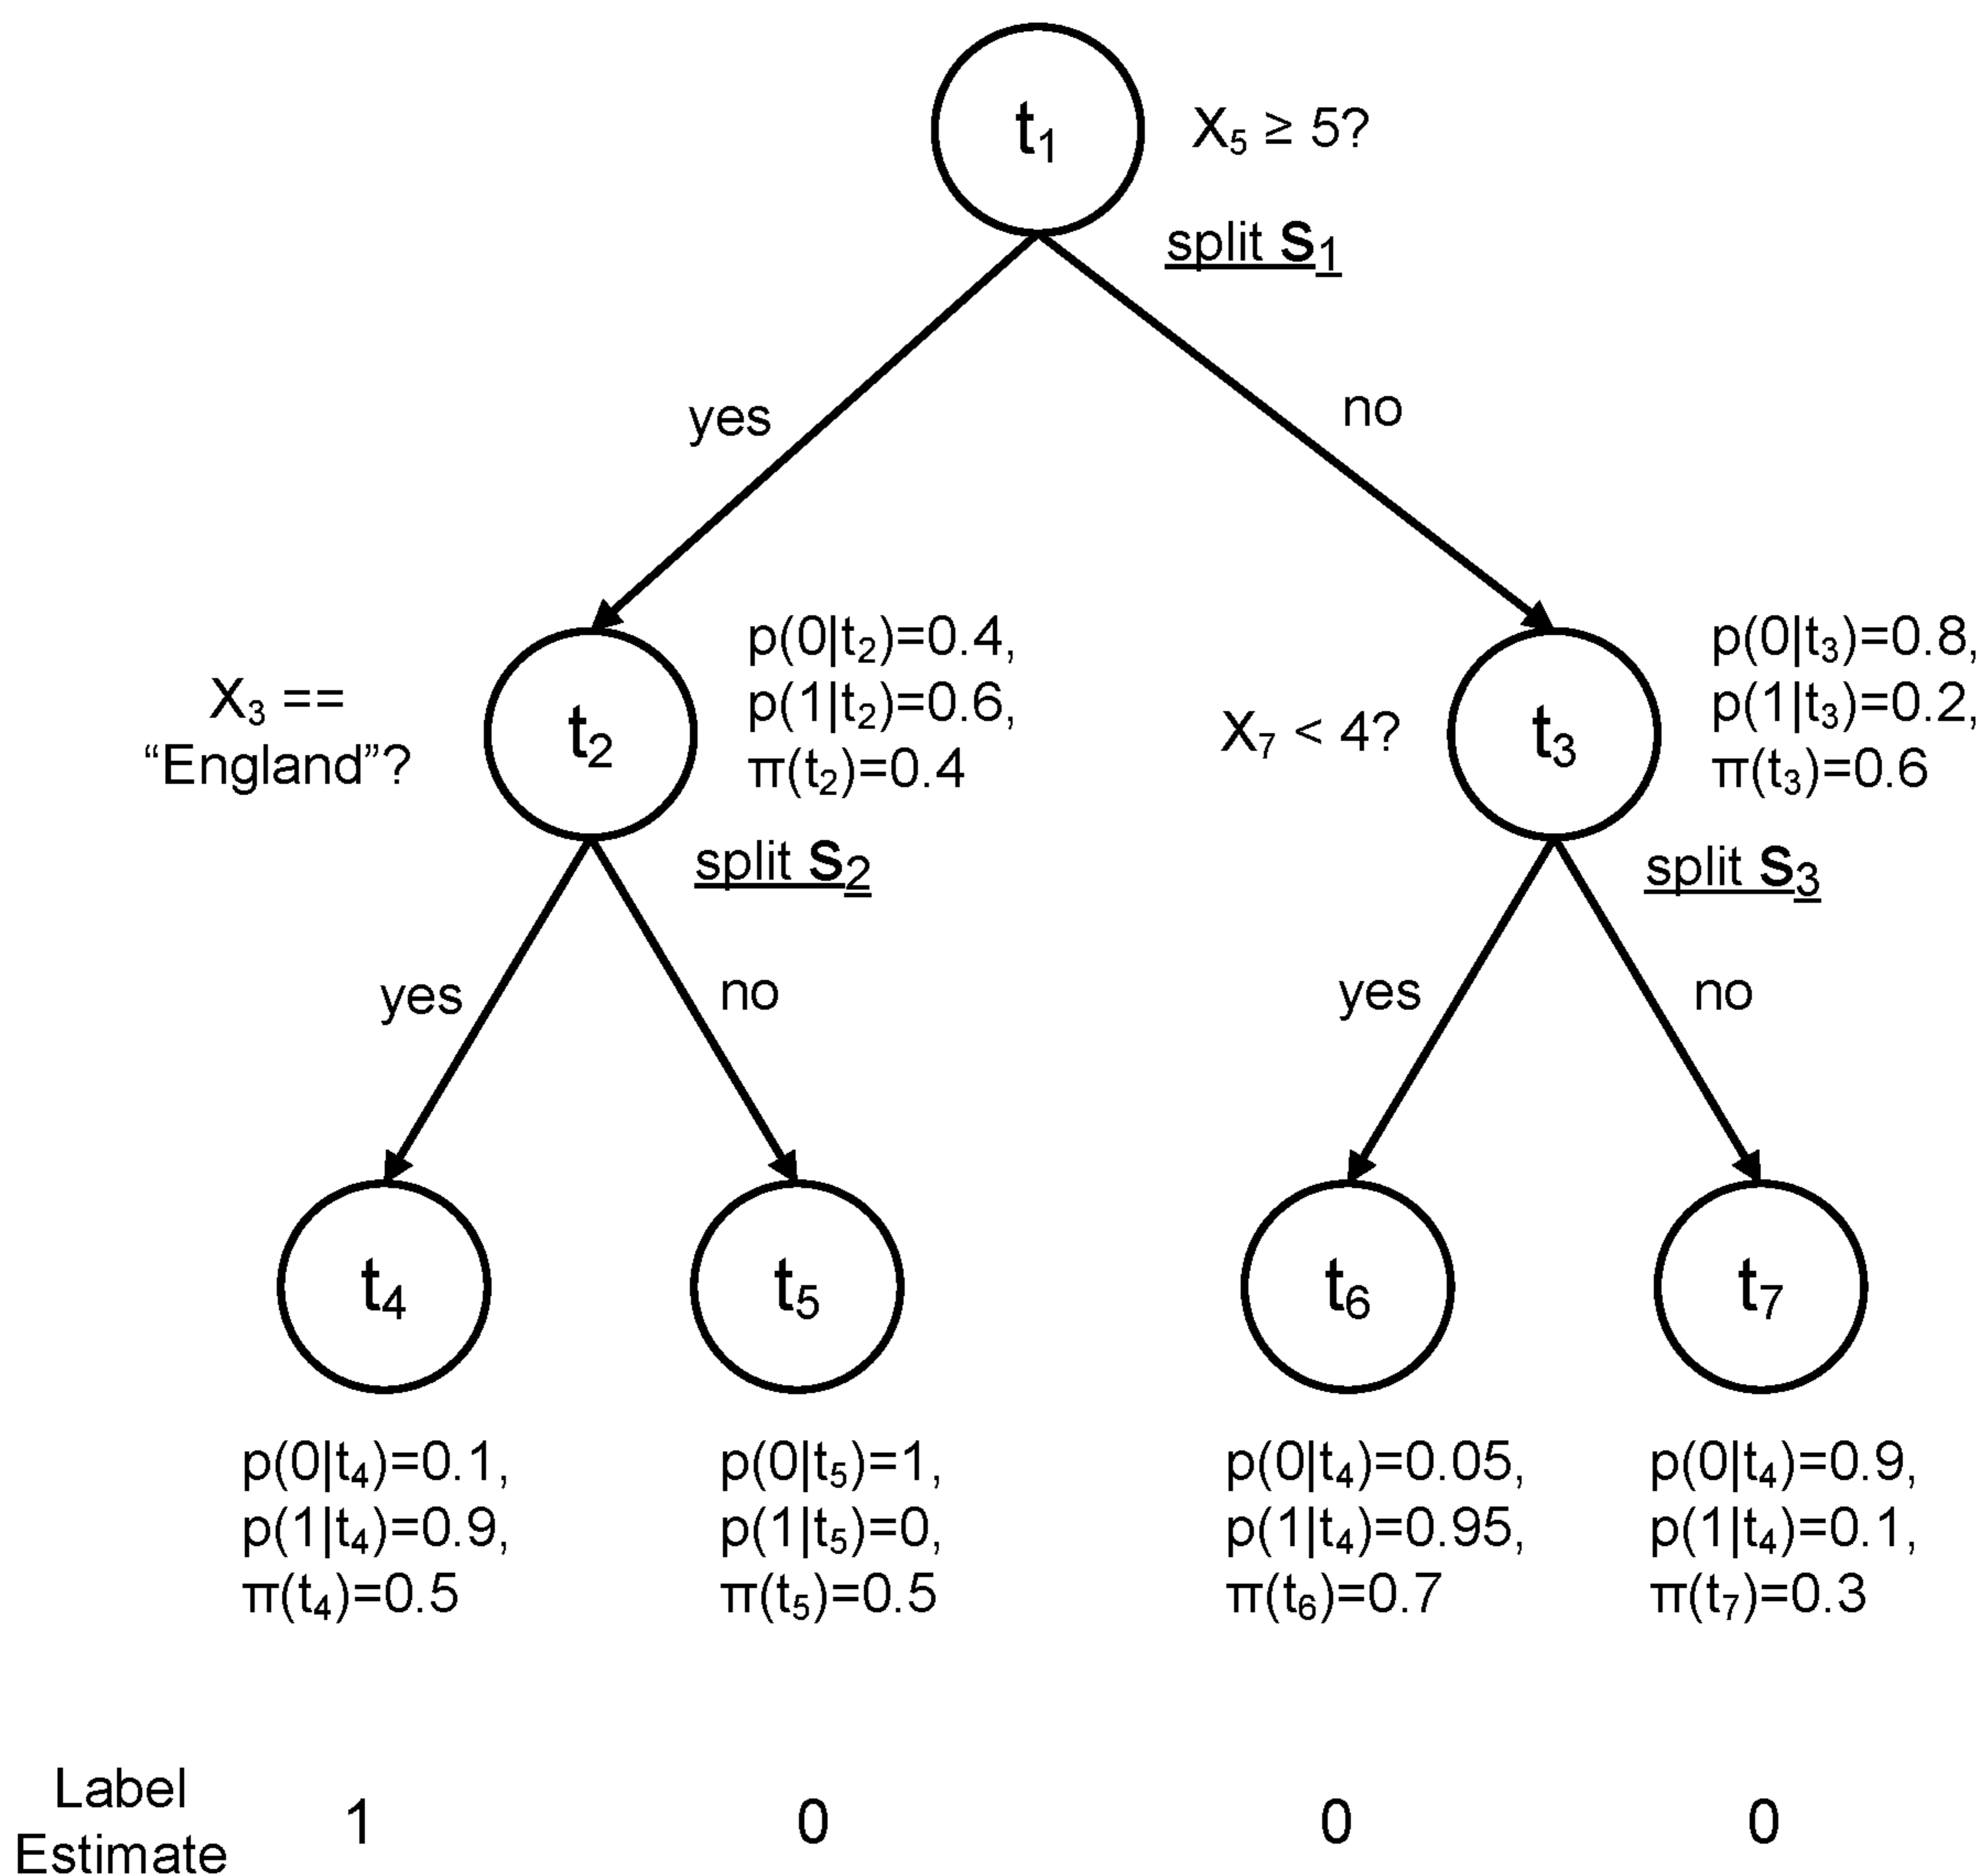 t₁
X₅ ≥ 5?
split S₁
yes
no
X₃ ==
“England”?
t₂
p(0|t₂)=0.4,
p(1|t₂)=0.6,
π(t₂)=0.4
split S₂
X₇ < 4?
t₃
p(0|t₃)=0.8,
p(1|t₃)=0.2,
π(t₃)=0.6
split S₃
yes
no
yes
no
t₄
t₅
t₆
t₇
p(0|t₄)=0.1,
p(1|t₄)=0.9,
π(t₄)=0.5
p(0|t₅)=1,
p(1|t₅)=0,
π(t₅)=0.5
p(0|t₄)=0.05,
p(1|t₄)=0.95,
π(t₆)=0.7
p(0|t₄)=0.9,
p(1|t₄)=0.1,
π(t₇)=0.3
Label
Estimate
1
0
0
0